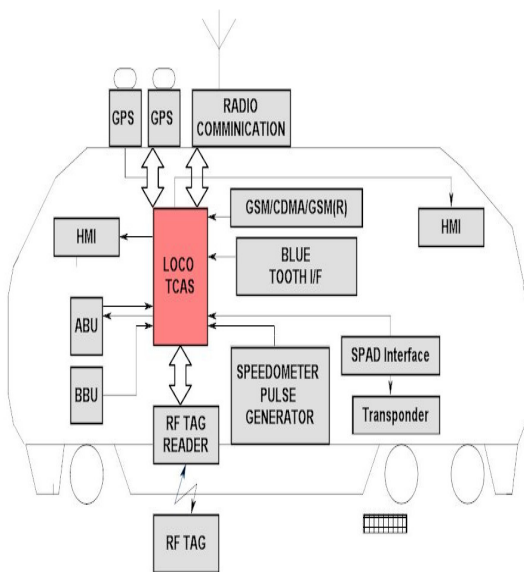 GPS
GPS
RADIO
COMMINICATION
GSM/CDMA/GSM(R)
HMI
HMI
LOCO
TCAS
BLUE
TOOTH I/F
ABU
SPAD Interface
SPEEDOMETER
PULSE
GENERATOR
BBU
Transponder
RF TAG
READER
RF TAG